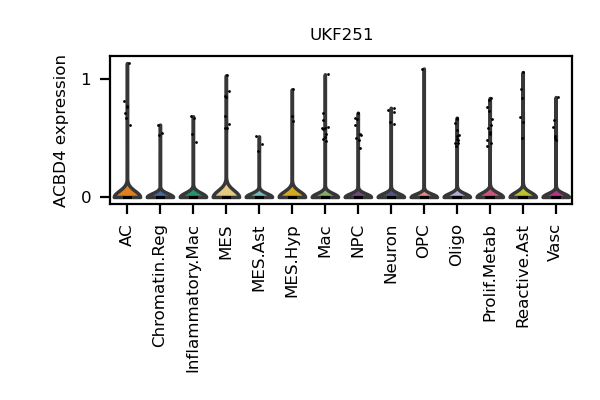 UKF251
ACBD4 expression
1
0
AC
Chromatin.Reg
Inflammatory.Mac
MES
MES.Ast
MES.Hyp
Mac
NPC
Neuron
OPC
Oligo
Prolif.Metab
Reactive.Ast
Vasc